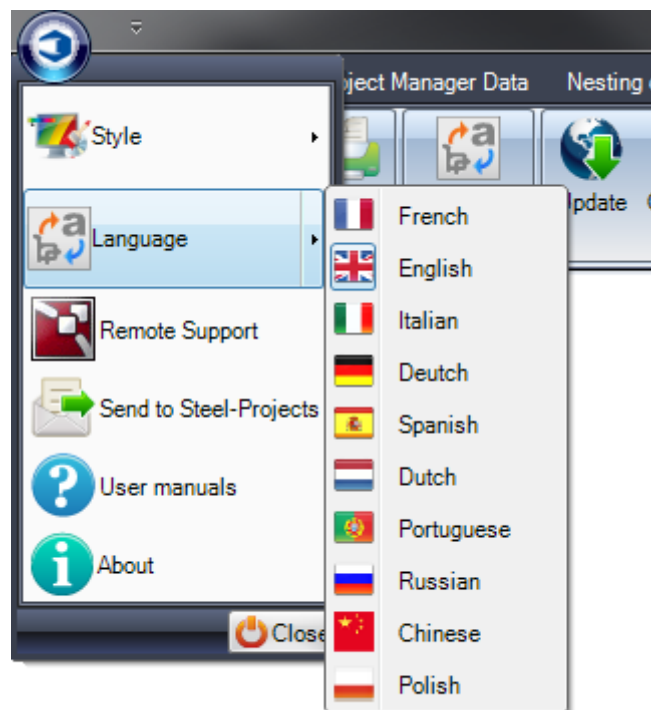 ject Manager Data
Nesting
Style
pdate
Language
French
English
Italian
Remote Support
Deutch
Send to Steel-Projects
Spanish
User manuals
Dutch
Portuguese
About
Russian
Close
Chinese
Polish